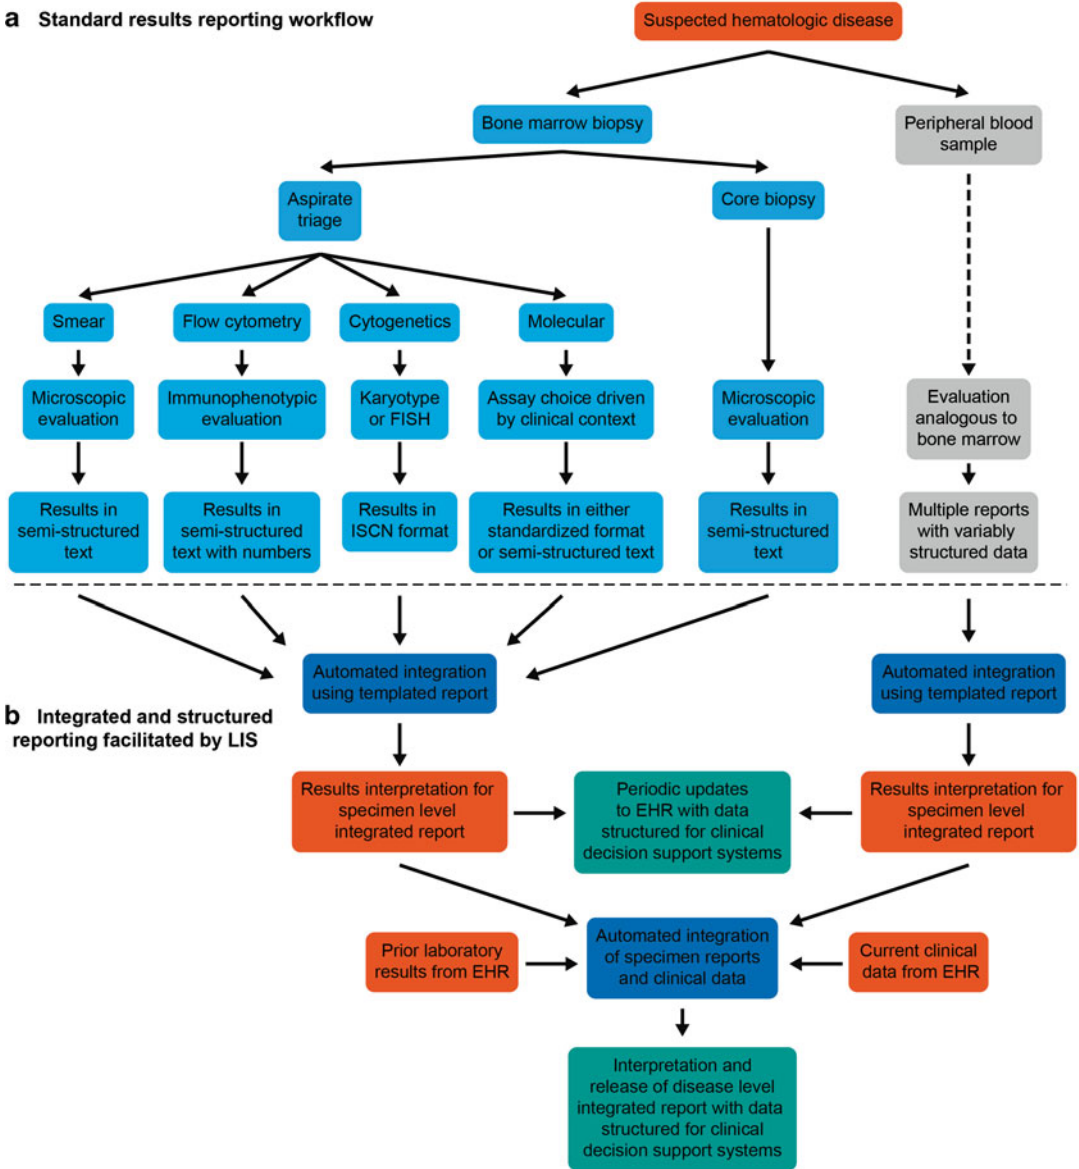 a Standard results reporting workflow
Suspected hematologic disease
Bone marrow biopsy
Peripheral blood
sample
Aspirate
triage
Core biopsy
Smear
Flow cytometry
Cytogenetics
Molecular
Microscopic
evaluation
Immunophenotypic
evaluation
Karyotype
or FISH
Assay choice driven
by clinical context
Microscopic
evaluation
Evaluation
analogous to
bone marrow
Results in
semi-structured
text
Results in
semi-structured
text with numbers
Results in
ISCN format
Results in either
standardized format
or semi-structured text
Results in
semi-structured
text
Multiple reports
with variably
structured data
Automated integration
using templated report
Automated integration
using templated report
b Integrated and structured
reporting facilitated by LIS
Results interpretation for
specimen level
integrated report
Periodic updates
to EHR with data
structured for clinical
decision support systems
Results interpretation for
specimen level
integrated report
Prior laboratory
results from EHR
Automated integration
of specimen reports
and clinical data
Current clinical
data from EHR
Interpretation and
release of disease level
integrated report with data
structured for clinical
decision support systems